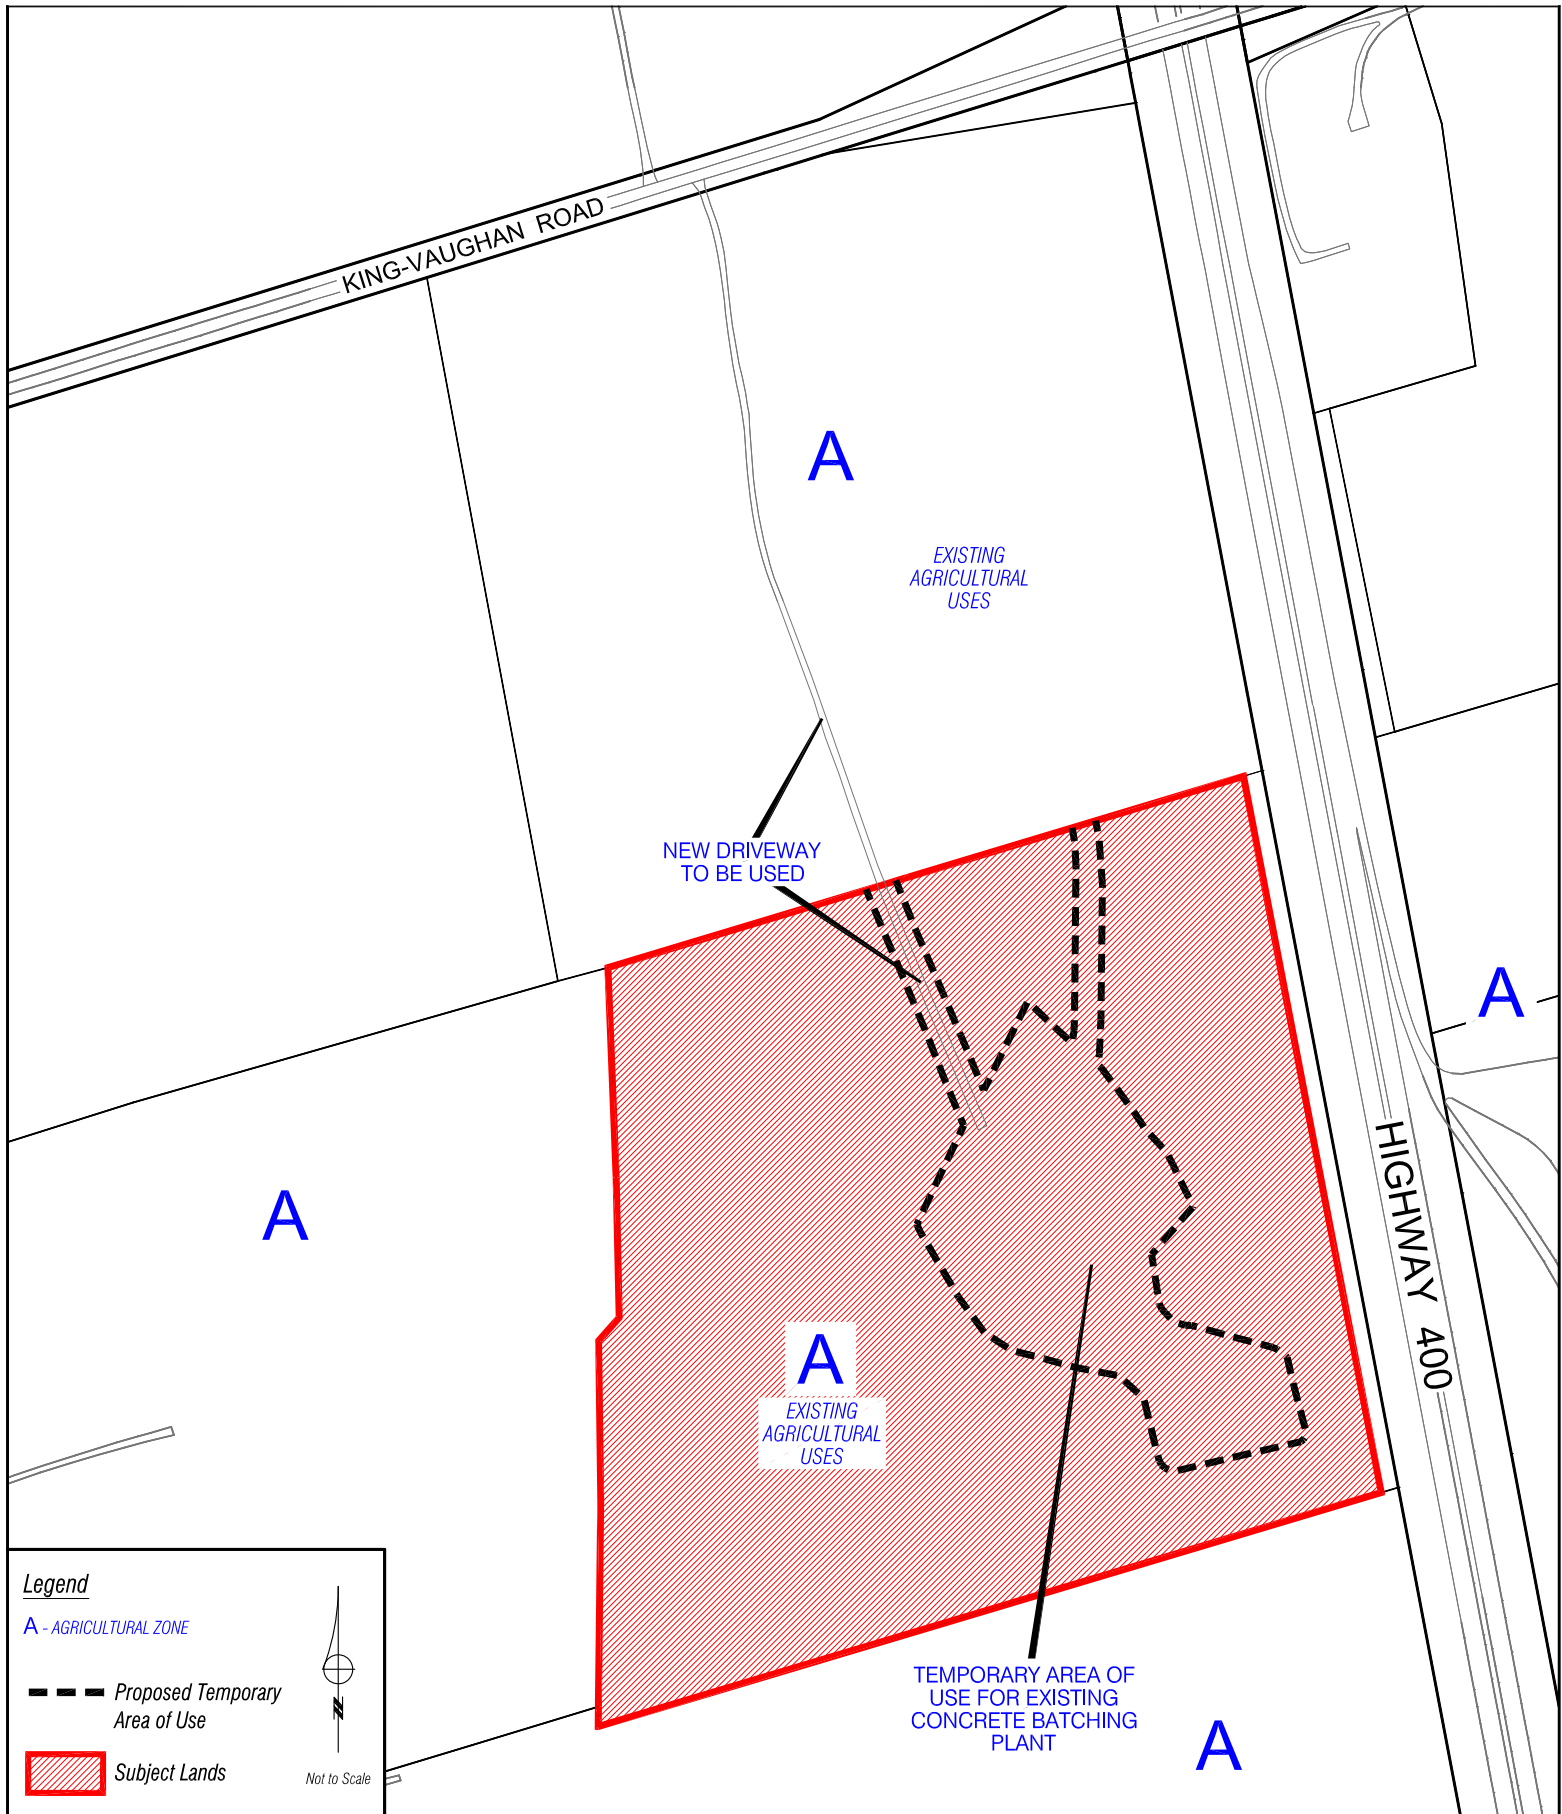 KING-VAUGHAN ROAD
A
EXISTING
AGRICULTURAL
USES
NEW DRIVEWAY
TO BE USED
A
A
HIGHWAY 400
A
EXISTING
AGRICULTURAL
USES
TEMPORARY AREA OF
USE FOR EXISTING
CONCRETE BATCHING
PLANT
A
Legend
A - AGRICULTURAL ZONE
Proposed Temporary
Area of Use
Subject Lands
N
Not to Scale